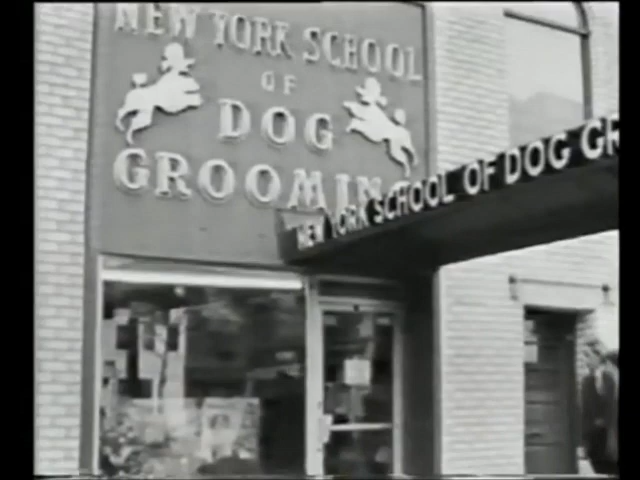 NEW YORK SCHOOL
OF
DOG
GROOMIN
NEW YORK SCHOOL OF DOG GR